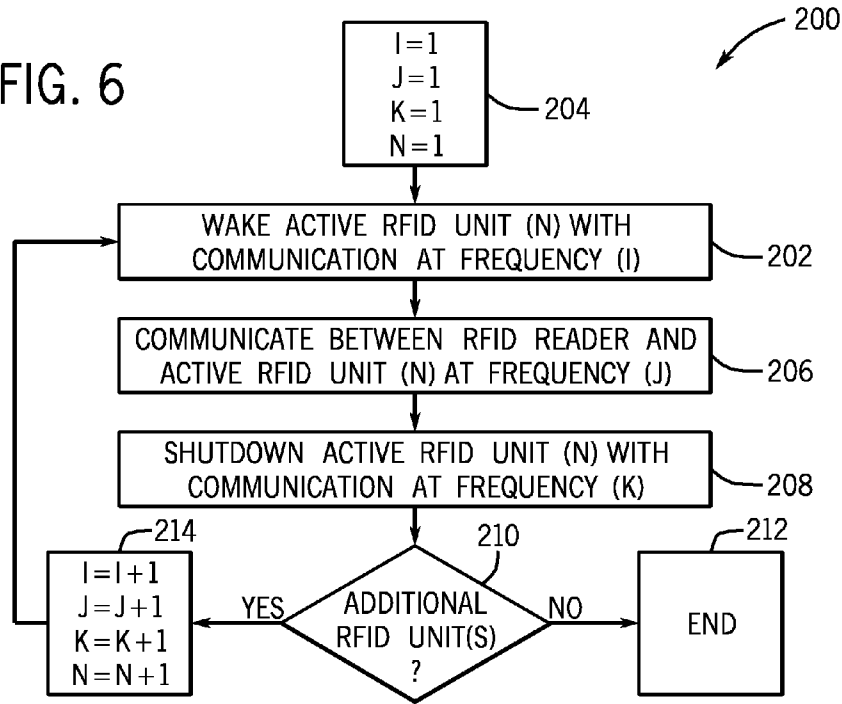 FIG. 6
200
I=1
J=1
K=1
N=1
204
WAKE ACTIVE RFID UNIT (N) WITH
COMMUNICATION AT FREQUENCY (I)
202
COMMUNICATE BETWEEN RFID READER AND
ACTIVE RFID UNIT (N) AT FREQUENCY (J)
206
SHUTDOWN ACTIVE RFID UNIT (N) WITH
COMMUNICATION AT FREQUENCY (K)
208
214
I=I+1
J=J+1
K=K+1
N=N+1
YES
210
ADDITIONAL
RFID UNIT(S)
?
NO
212
END